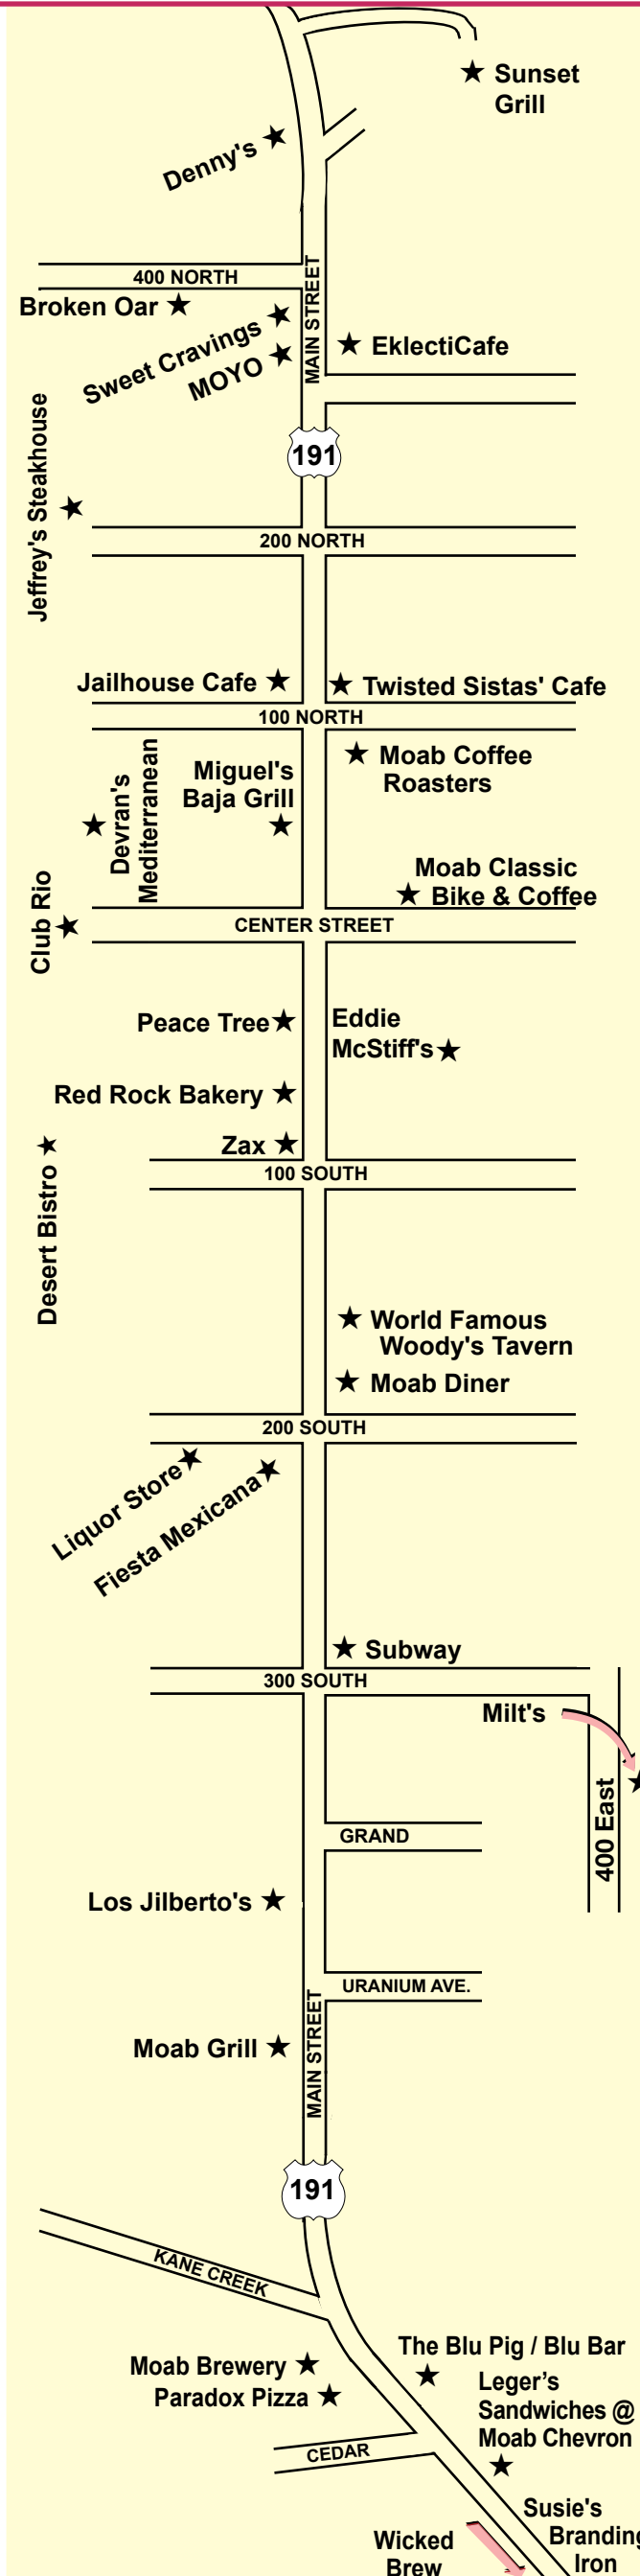 Sunset
Grill
Denny's
400 NORTH
Broken Oar
MAIN STREET
Sweet Cravings
EklectiCafe
MOYO
Jeffrey's Steakhouse
191
200 NORTH
Jailhouse Cafe
Twisted Sistas' Cafe
100 NORTH
Moab Coffee
Roasters
Miguel's
Baja Grill
Devran's
Mediterranean
Moab Classic
Bike & Coffee
Club Rio
CENTER STREET
Peace Tree
Eddie
McStiff's
Red Rock Bakery
Zax
100 SOUTH
Desert Bistro
World Famous
Woody's Tavern
Moab Diner
200 SOUTH
Liquor Store
Fiesta Mexicana
Subway
300 SOUTH
Milt's
400 East
GRAND
Los Jilberto's
URANIUM AVE.
MAIN STREET
Moab Grill
191
KANE CREEK
The Blu Pig / Blu Bar
Moab Brewery
Paradox Pizza
Leger’s
Sandwiches @
Moab Chevron
CEDAR
Susie's
Branding
Iron
Wicked
Brew